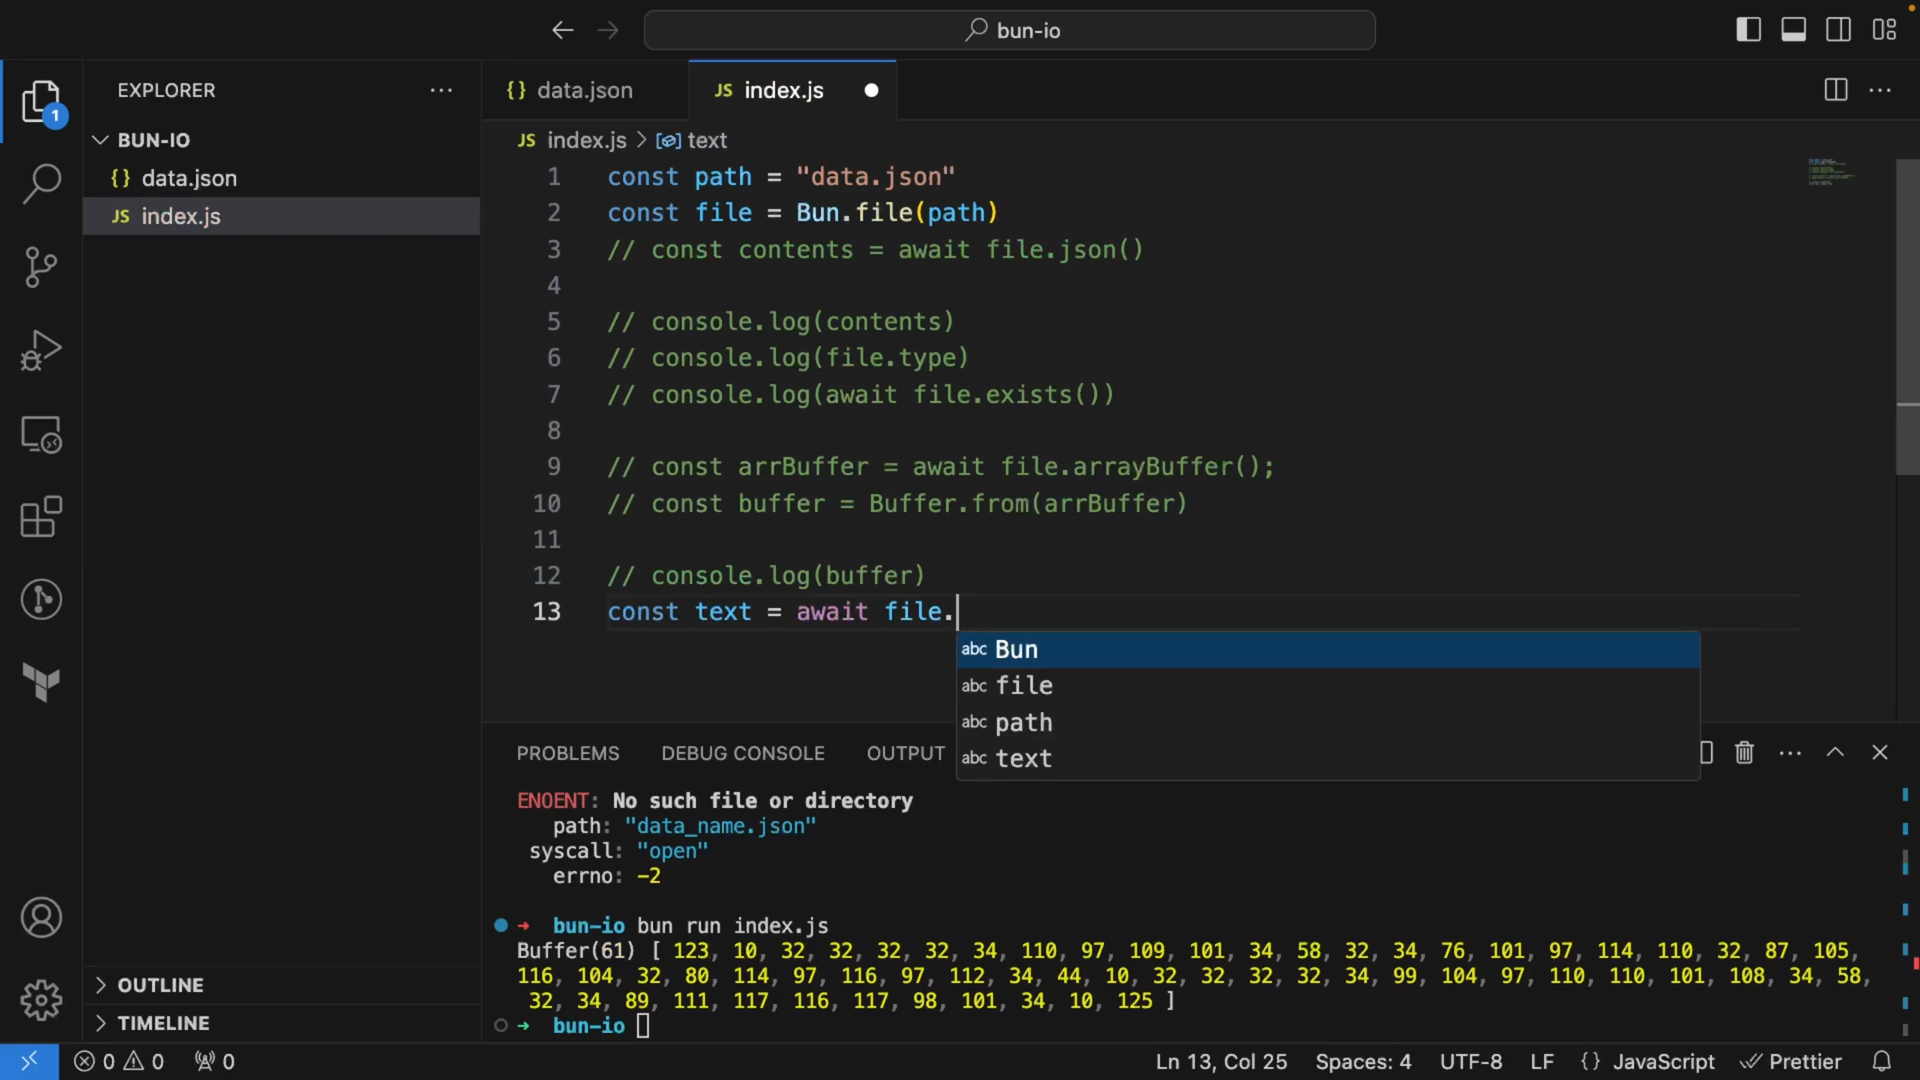 bun-io
EXPLORER
BUN-IO
{} data.json
JS index.js
1
OUTLINE
TIMELINE
{} data.json
JS index.js
JS index.js > text
1 const path = "data.json"
2 const file = Bun.file(path)
3 // const contents = await file.json()
4
5 // console.log(contents)
6 // console.log(file.type)
7 // console.log(await file.exists())
8
9 // const arrBuffer = await file.arrayBuffer();
10 // const buffer = Buffer.from(arrBuffer)
11
12 // console.log(buffer)
13 const text = await file.
abc Bun
abc file
abc path
abc text
PROBLEMS DEBUG CONSOLE OUTPUT
ENOENT: No such file or directory
path: "data_name.json"
syscall: "open"
errno: -2
bun-io bun run index.js
Buffer(61) [ 123, 10, 32, 32, 32, 32, 34, 110, 97, 109, 101, 34, 58, 32, 34, 76, 101, 97, 114, 110, 32, 87, 105,
116, 104, 32, 80, 114, 97, 116, 97, 112, 34, 44, 10, 32, 32, 32, 32, 34, 99, 104, 97, 110, 110, 101, 108, 34, 58,
32, 34, 89, 111, 117, 116, 117, 98, 101, 34, 10, 125 ]
bun-io
0 0 0
Ln 13, Col 25 Spaces: 4 UTF-8 LF {} JavaScript Prettier